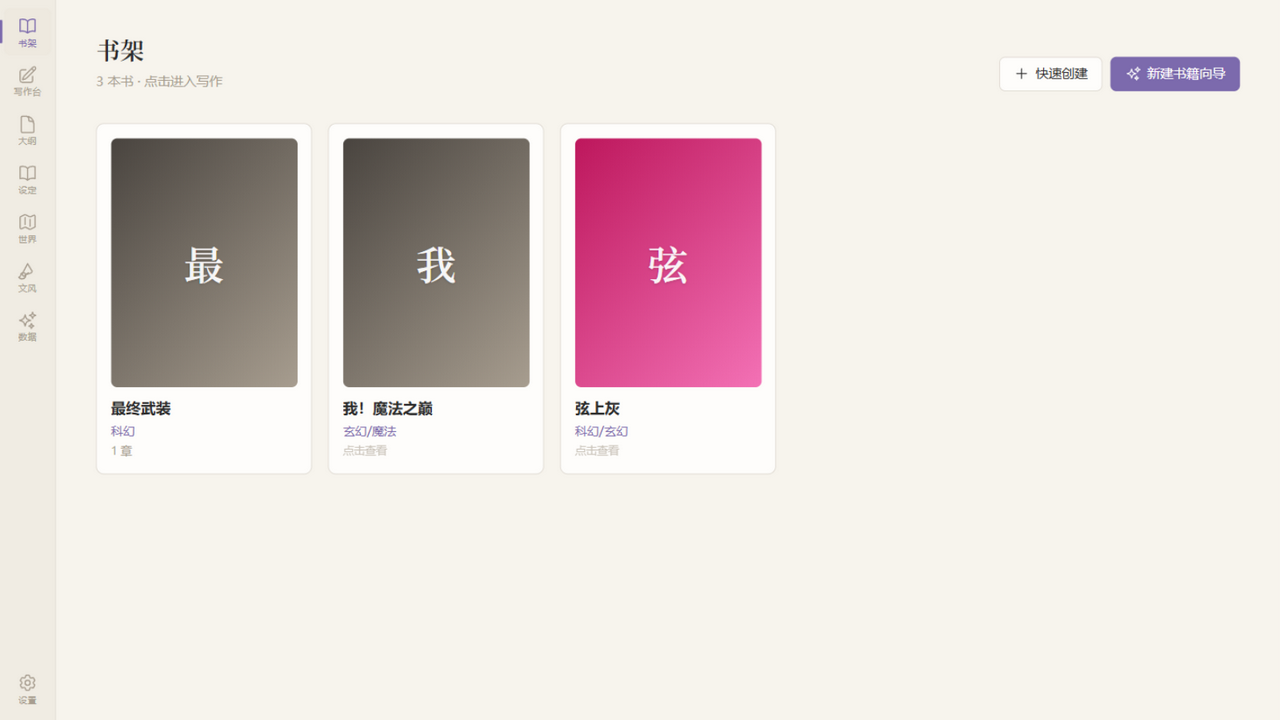 书架
写作台
大纲
设定
世界
文风
数据
设置
书架
3 本书 · 点击进入写作
快速创建
新建书籍向导
最
最终武装
科幻
1 章
我
我！魔法之巅
玄幻/魔法
点击查看
弦
弦上灰
科幻/玄幻
点击查看